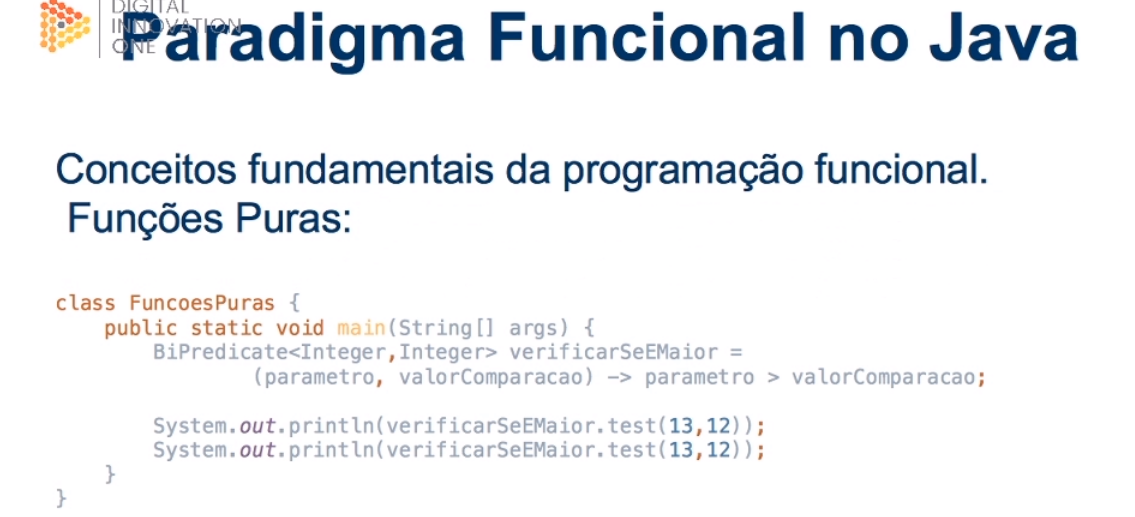 DIGITAL
INNOVATION
ONE
Paradigma Funcional no Java
Conceitos fundamentais da programação funcional.
Funções Puras:
class FuncoesPuras {
    public static void main(String[] args) {
        BiPredicate<Integer,Integer> verificarSeEMaior =
                (parametro, valorComparacao) -> parametro > valorComparacao;
        System.out.println(verificarSeEMaior.test(13,12));
        System.out.println(verificarSeEMaior.test(13,12));
    }
}